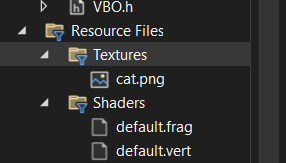 VBO.h
Resource Files
Textures
cat.png
Shaders
default.frag
default.vert